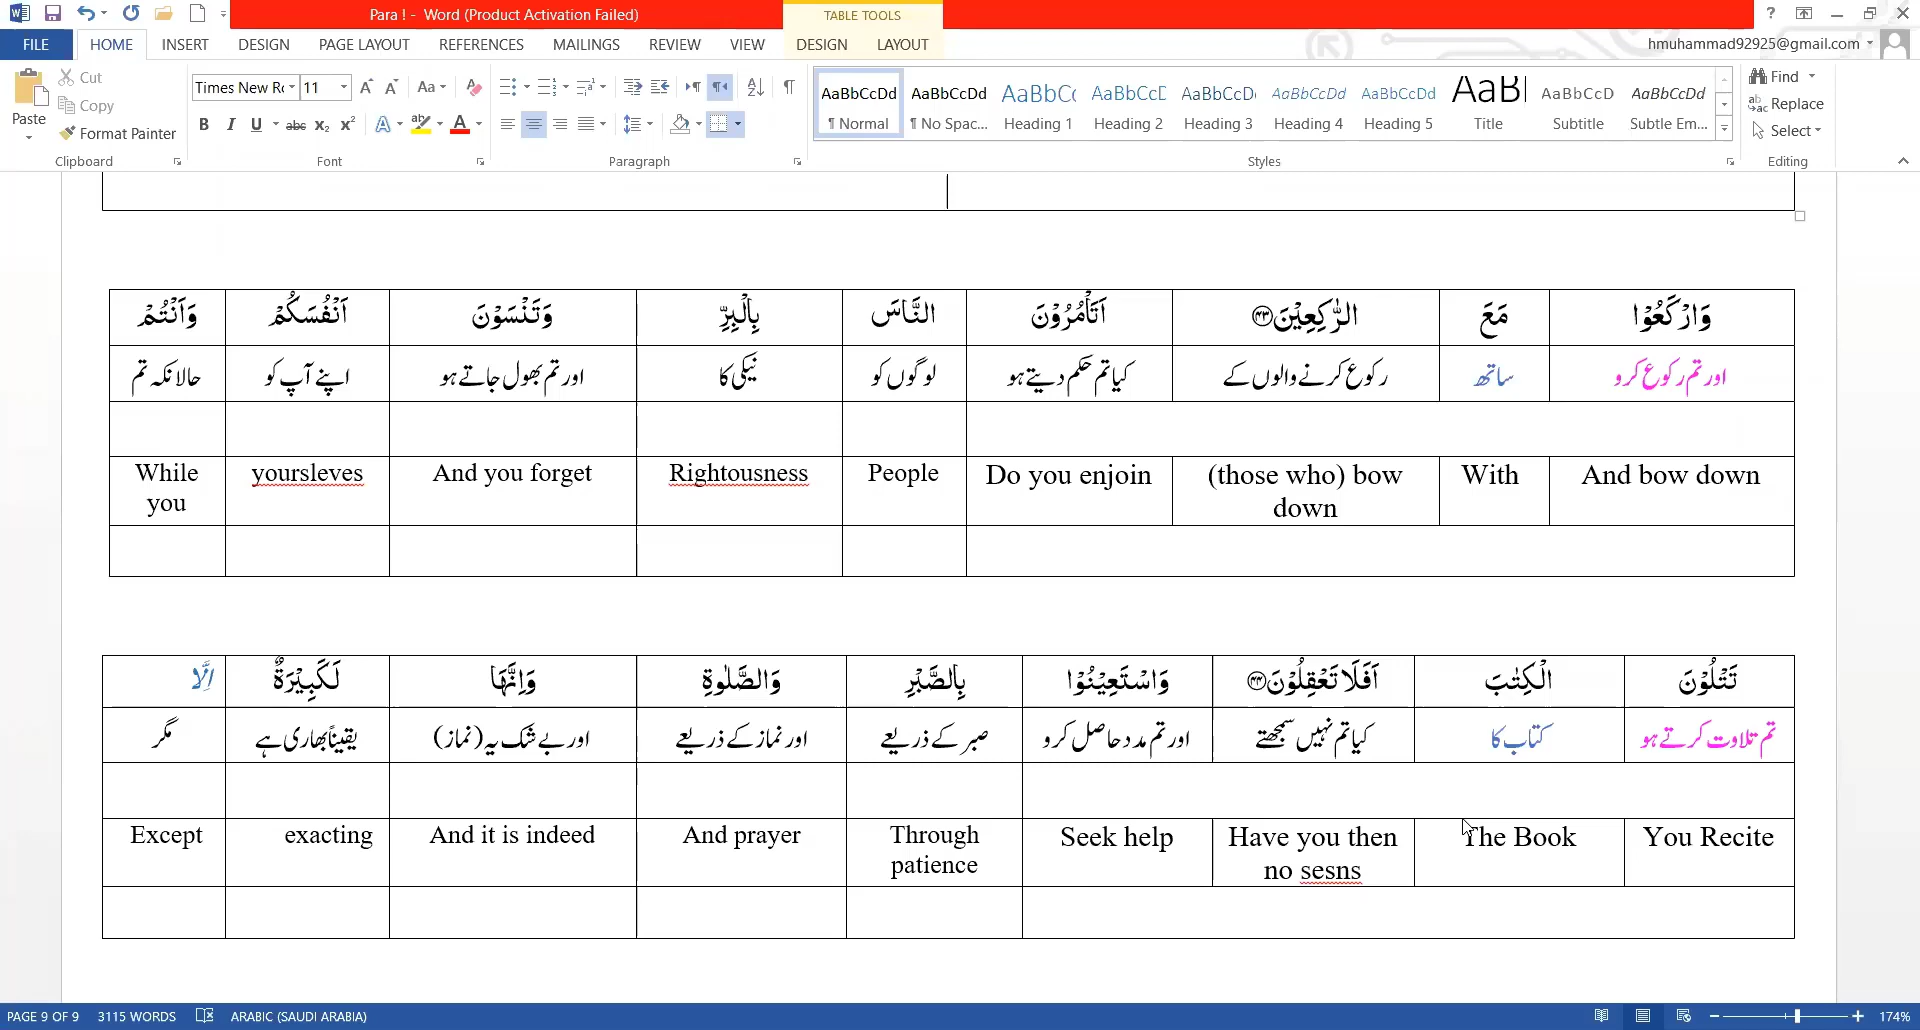 Para ! - Word (Product Activation Failed)
TABLE TOOLS
FILE HOME INSERT DESIGN PAGE LAYOUT REFERENCES MAILINGS REVIEW VIEW DESIGN LAYOUT
hmuhammad92925@gmail.com
Paste
Cut
Copy
Format Painter
Clipboard
Times New Ro 11
Font
Paragraph
AaBbCcDd AaBbCcDd AaBbCc AaBbCcD AaBbCcD AaBbCcDd AaBbCcDd AaB AaBbCcD AaBbCcDd
¶ Normal ¶ No Spac... Heading 1 Heading 2 Heading 3 Heading 4 Heading 5 Title Subtitle Subtle Em...
Styles
Find
Replace
Select
Editing
وَارْكَعُوْا مَعَ الرّٰكِعِيْنَ ۴۳ اَتَاْمُرُوْنَ النَّاسَ بِالْبِرِّ وَتَنْسَوْنَ اَنْفُسَكُمْ وَاَنْتُمْ
اور تم رکوع کرو ساتھ رکوع کرنے والوں کے کیا تم حکم دیتے ہو لوگوں کو نیکی کا اور تم بھول جاتے ہو اپنے آپ کو حالانکہ تم
While you yoursleves And you forget Rightousness People Do you enjoin (those who) bow down With And bow down
تَتْلُوْنَ الْكِتٰبَ اَفَلَا تَعْقِلُوْنَ ۴۴ وَاسْتَعِيْنُوْا بِالصَّبْرِ وَالصَّلٰوةِ وَاِنَّهَا لَكَبِيْرَةٌ اِلَّا
تم تلاوت کرتے ہو کتاب کا کیا تم نہیں سمجھتے اور تم مدد حاصل کرو صبر کے ذریعے اور نماز کے ذریعے اور بے شک یہ (نماز) یقیناً بھاری ہے مگر
Except exacting And it is indeed And prayer Through patience Seek help Have you then no sesns The Book You Recite
PAGE 9 OF 9 3115 WORDS ARABIC (SAUDI ARABIA) 174%